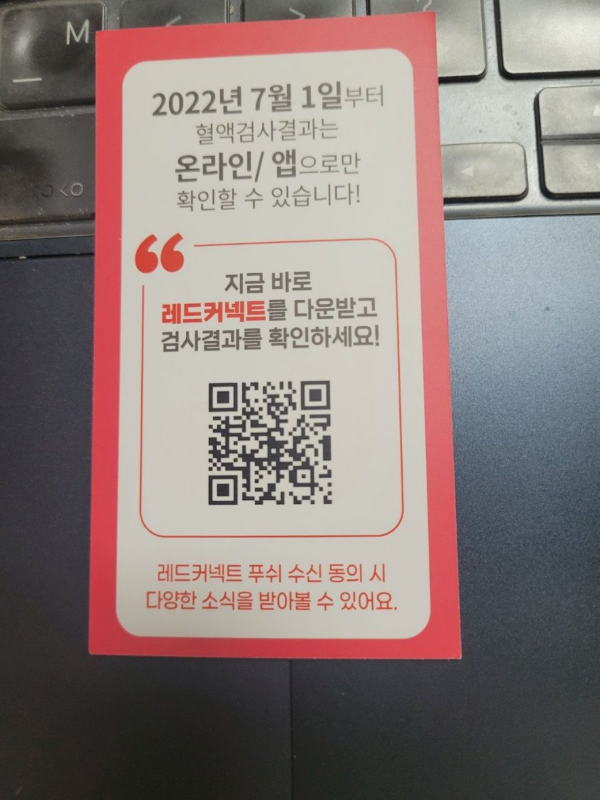 M
2022년 7월 1일부터
혈액검사결과는
온라인/ 앱으로만
확인할 수 있습니다!
지금 바로
레드커넥트를 다운받고
검사결과를 확인하세요!
레드커넥트 푸쉬 수신 동의 시
다양한 소식을 받아볼 수 있어요.